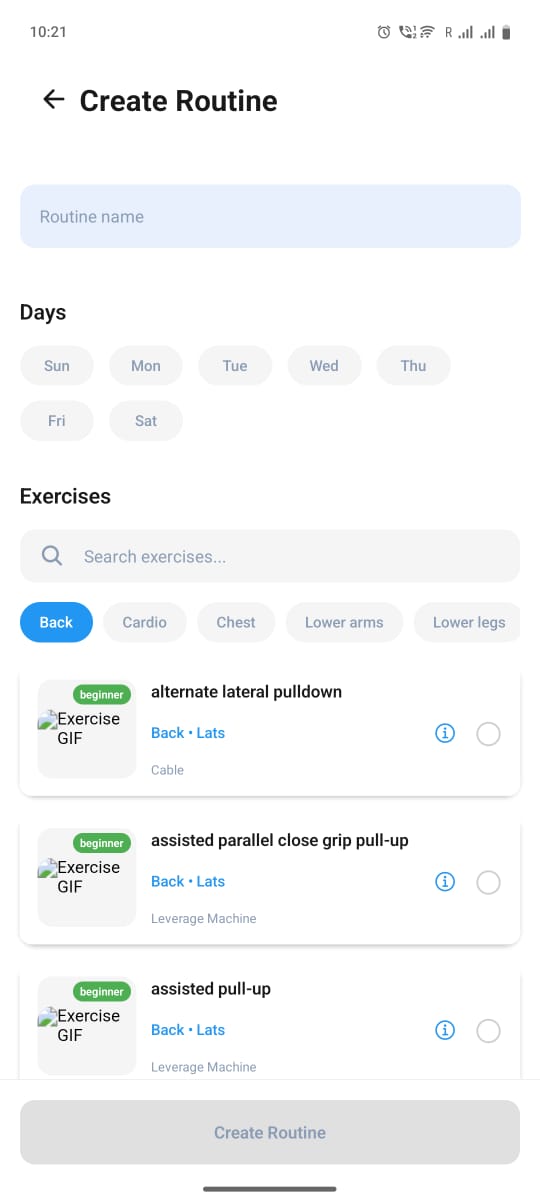 10:21
R
Create Routine
Routine name
Days
Sun Mon Tue Wed Thu
Fri Sat
Exercises
Search exercises...
Back Cardio Chest Lower arms Lower legs
beginner
Exercise
GIF
alternate lateral pulldown
Back • Lats
Cable
beginner
Exercise
GIF
assisted parallel close grip pull-up
Back • Lats
Leverage Machine
beginner
Exercise
GIF
assisted pull-up
Back • Lats
Leverage Machine
Create Routine